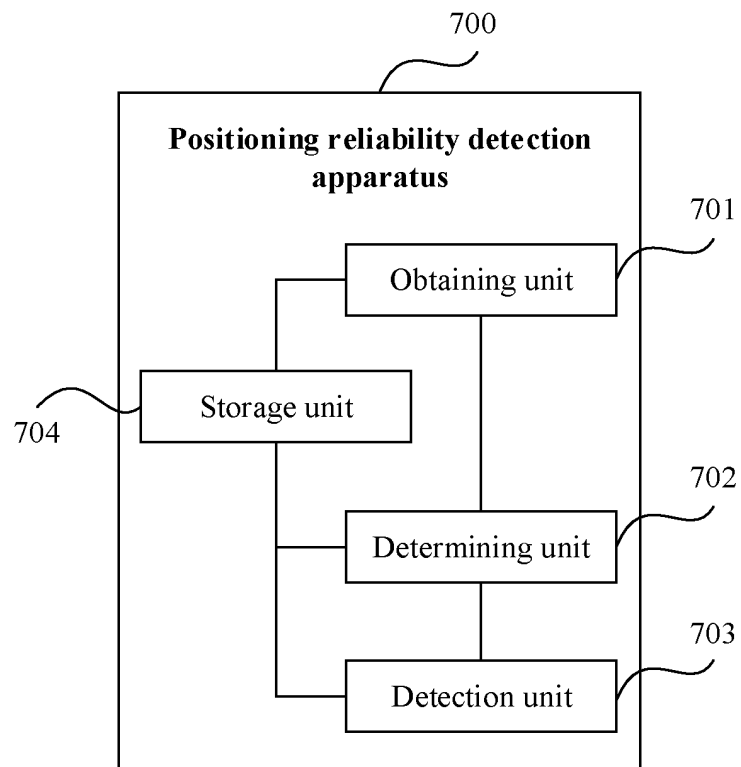 700
Positioning reliability detection
apparatus
701
Obtaining unit
Storage unit
704
702
Determining unit
703
Detection unit